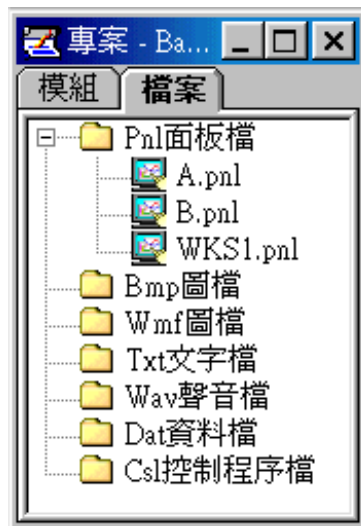 專案 - Ba...
模組 檔案
Pnl面板檔
A.pnl
B.pnl
WKS1.pnl
Bmp圖檔
Wmf圖檔
Txt文字檔
Wav聲音檔
Dat資料檔
Csl控制程序檔